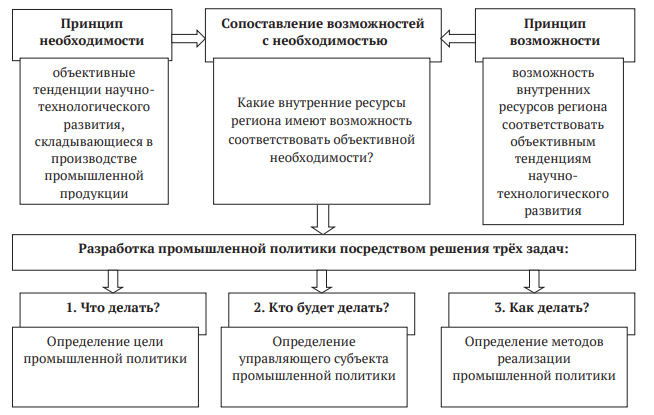 Принцип
необходимости
объективные
тенденции научно-
технологического
развития,
складывающиеся в
производстве
промышленной
продукции
Сопоставление возможностей
с необходимостью
Какие внутренние ресурсы
региона имеют возможность
соответствовать объективной
необходимости?
Принцип
возможности
возможность
внутренних
ресурсов региона
соответствовать
объективным
тенденциям
научно-
технологического
развития
Разработка промышленной политики посредством решения трёх задач:
1. Что делать?
Определение цели
промышленной политики
2. Кто будет делать?
Определение
управляющего субъекта
промышленной политики
3. Как делать?
Определение методов
реализации
промышленной политики